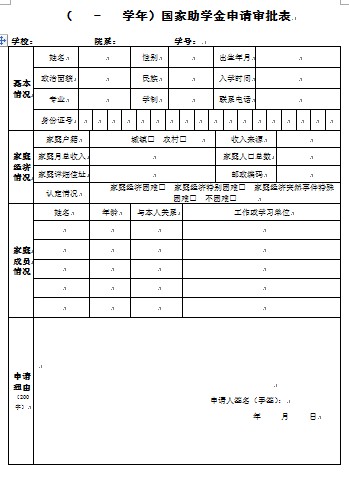 （　－　学年）国家助学金申请审批表
学校：　院系：　学号：
姓名　性别　出生年月
政治面貌　民族　入学时间
专业　学制　联系电话
身份证号
基本
情况
家庭户籍　城镇□　农村□　收入来源
家庭月总收入　家庭人口总数
家庭详细住址　邮政编码
认定情况　家庭经济困难□　家庭经济特别困难□　家庭经济突然事件特殊
困难□　不困难□
家庭
经济
情况
姓名　年龄　与本人关系　工作或学习单位
家庭
成员
情况
申请
理由
（200
字）
申请人签名（手签）：
年　月　日